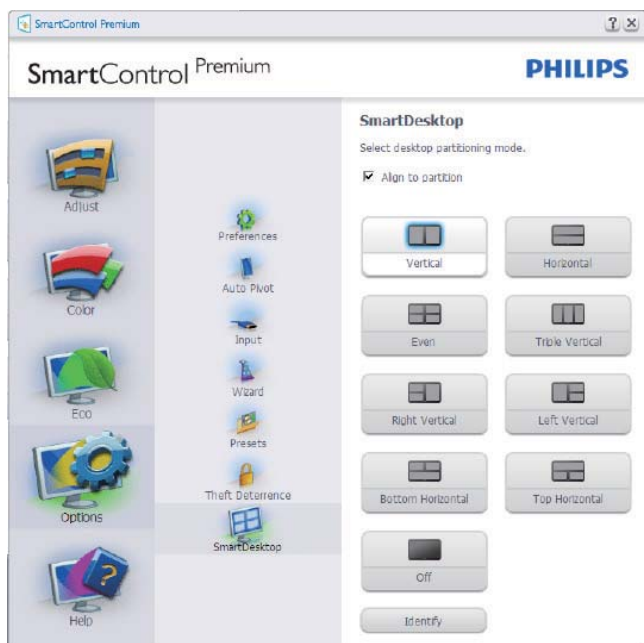 SmartControl Premium
SmartControl Premium
PHILIPS
Adjust
Color
Eco
Options
Help
Preferences
Auto Pivot
Input
Wizard
Presets
Theft Deterrence
SmartDesktop
SmartDesktop
Select desktop partitioning mode.
Align to partition
Vertical
Horizontal
Even
Triple Vertical
Right Vertical
Left Vertical
Bottom Horizontal
Top Horizontal
Off
Identify